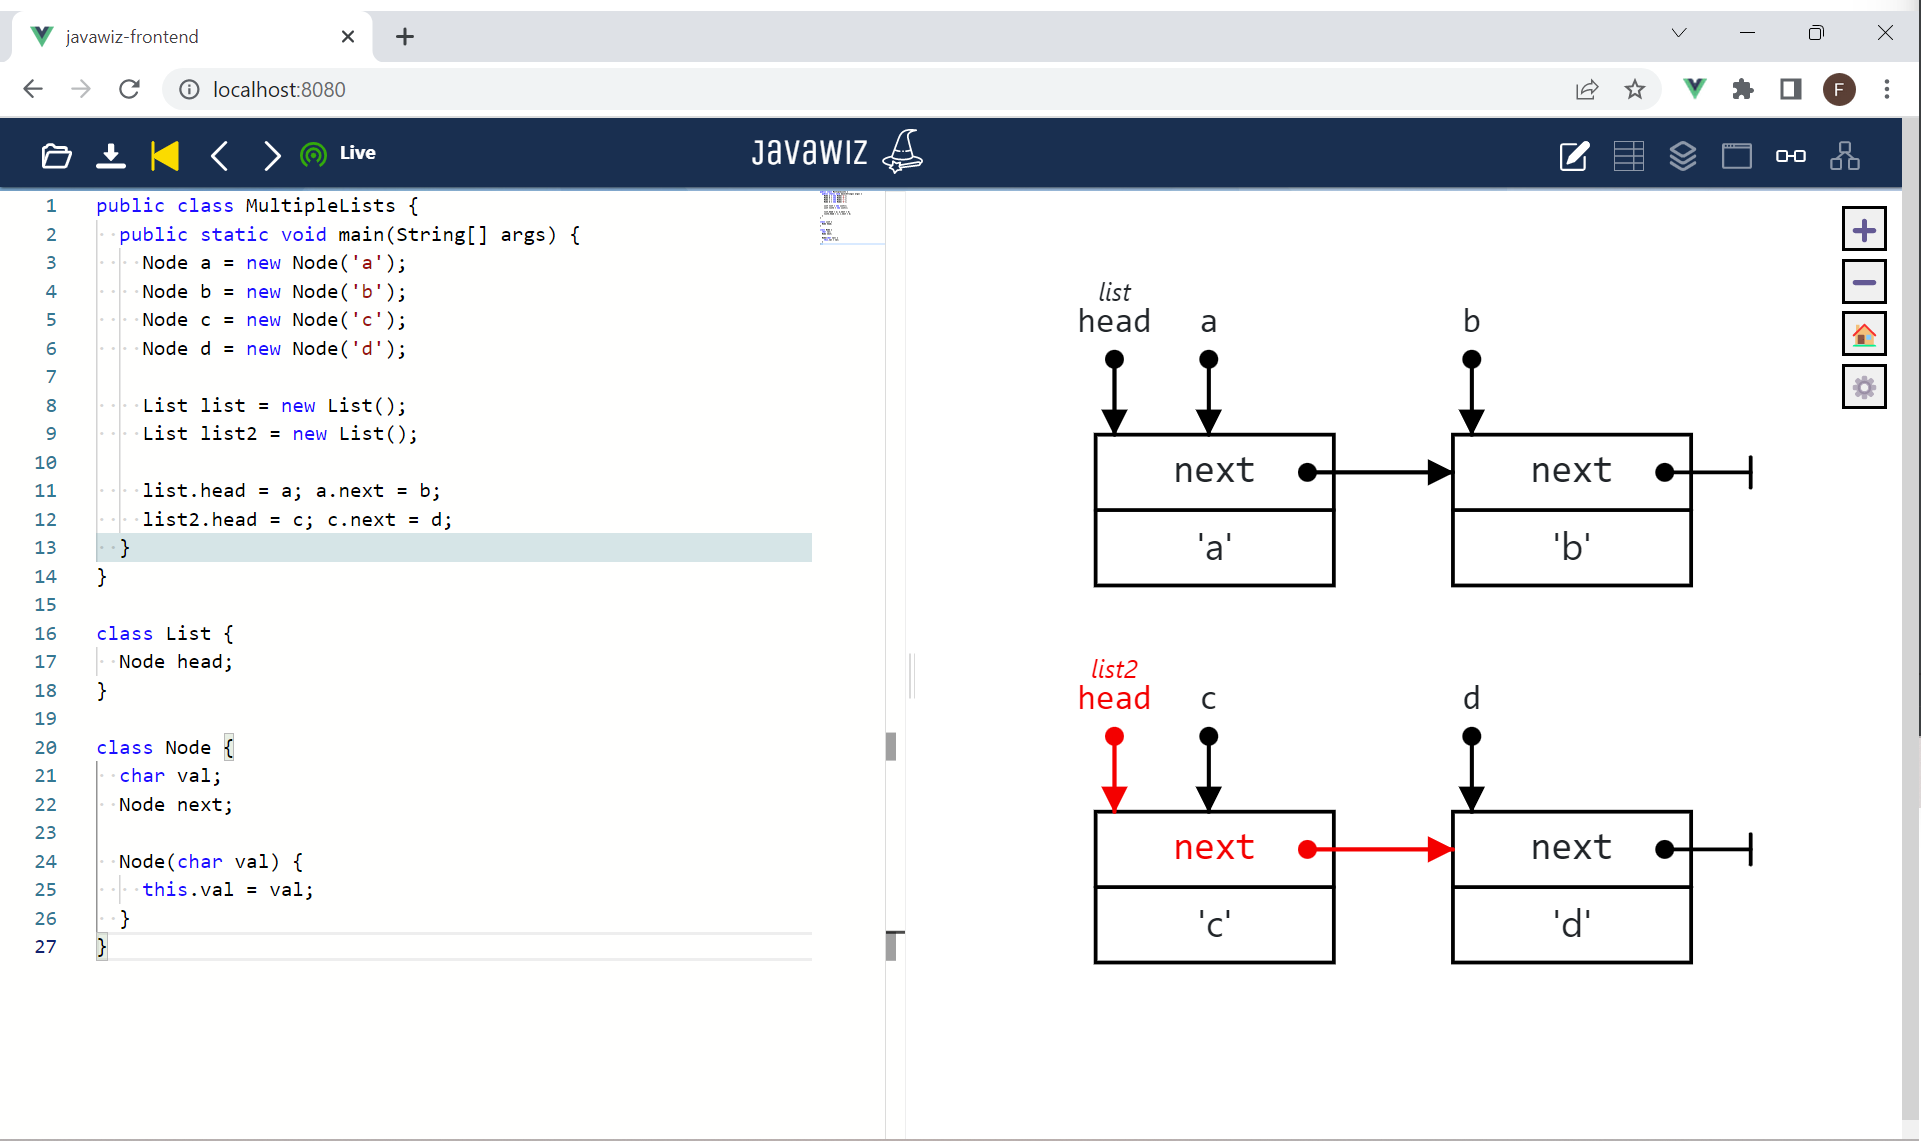 javawiz-frontend
localhost:8080
F
Live
JavaWIZ
1 public class MultipleLists {
2 public static void main(String[] args) {
3 Node a = new Node('a');
4 Node b = new Node('b');
5 Node c = new Node('c');
6 Node d = new Node('d');
7
8 List list = new List();
9 List list2 = new List();
10
11 list.head = a; a.next = b;
12 list2.head = c; c.next = d;
13 }
14 }
15
16 class List {
17 Node head;
18 }
19
20 class Node {
21 char val;
22 Node next;
23
24 Node(char val) {
25 this.val = val;
26 }
27 }
list
head a b
next next
'a' 'b'
list2
head c d
next next
'c' 'd'